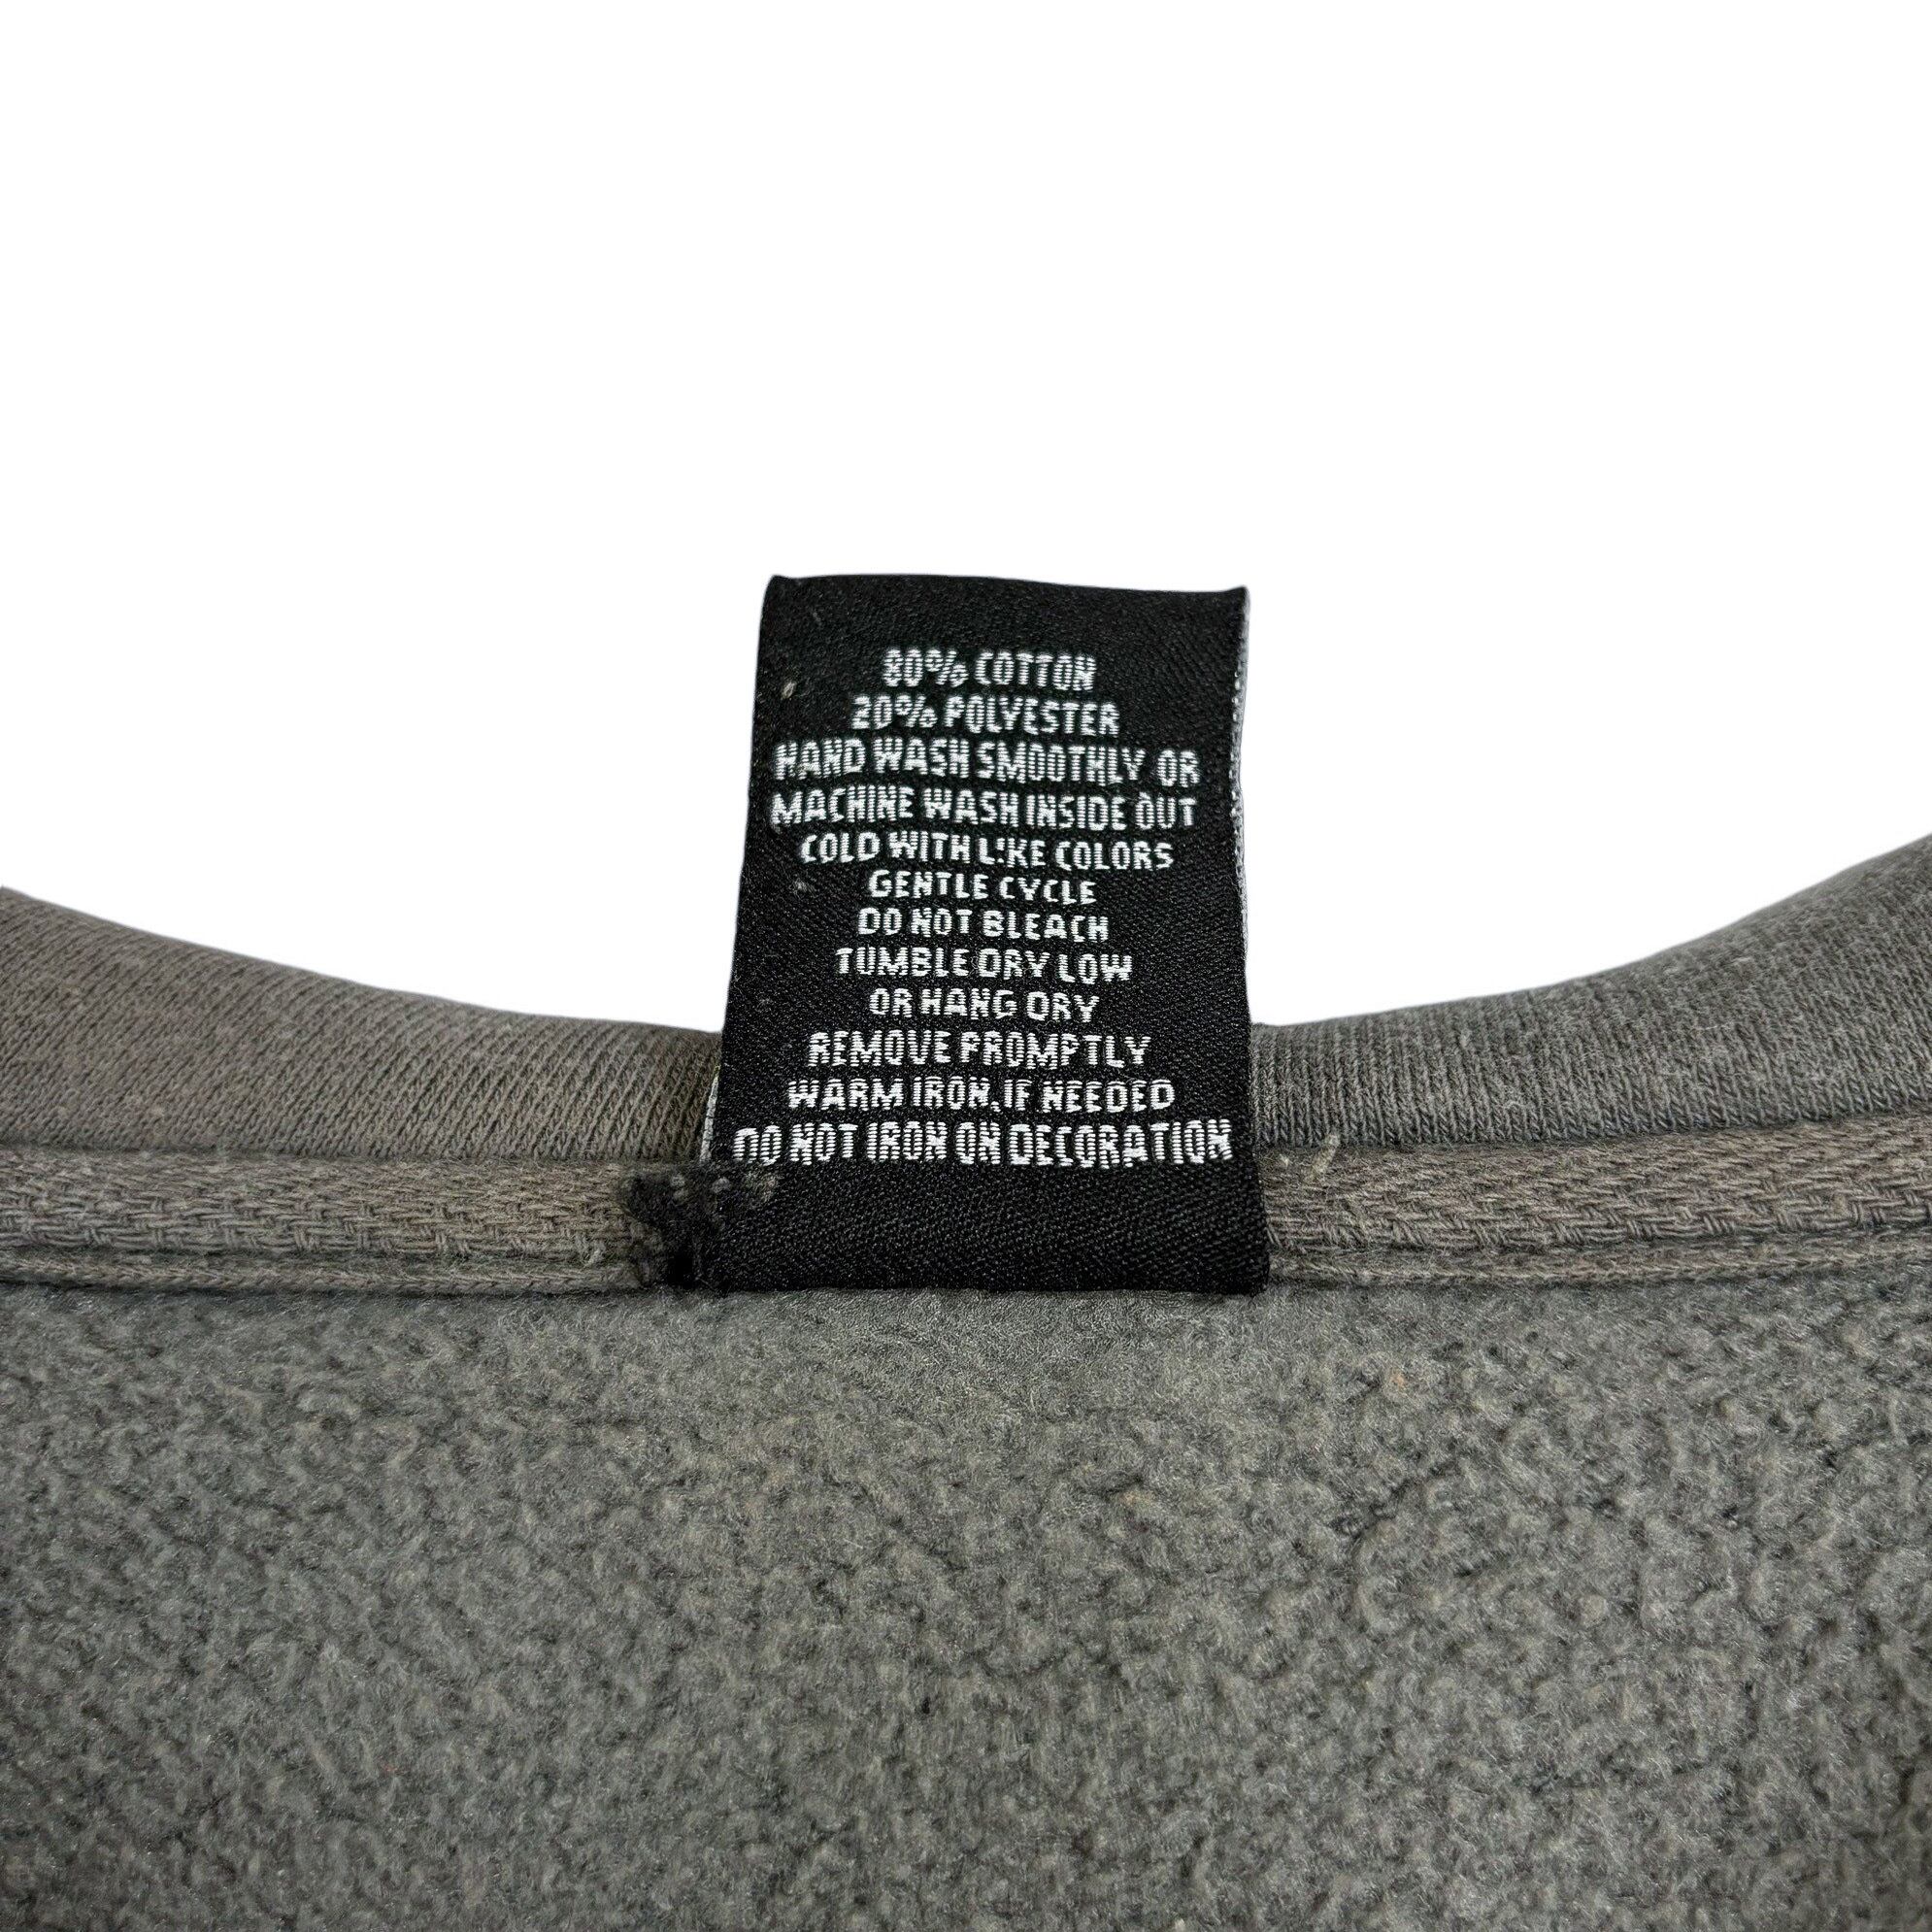 80% COTTON
20% POLYESTER
HAND WASH SMOOTHLY OR
MACHINE WASH INSIDE OUT
COLD WITH LIKE COLORS
GENTLE CYCLE
DO NOT BLEACH
TUMBLE DRY LOW
OR HANG DRY
REMOVE PROMPTLY
WARM IRON, IF NEEDED
DO NOT IRON ON DECORATION